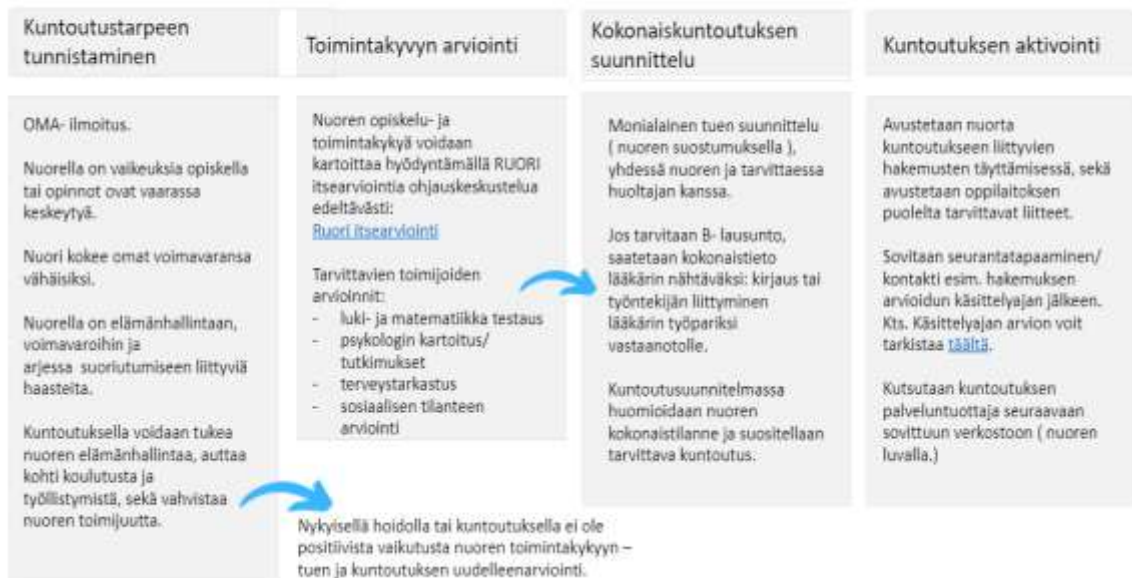 Kuntoutustarpeen
tunnistaminen
OMA- ilmoitus.
Nuorella on vaikeuksia opiskella
tai opinnot ovat vaarassa
keskeytyä.
Nuori kokee omat voimavaransa
vähäisiksi.
Nuorella on elämänhallintaan,
voimavaroihin ja
arjessa suoriutumiseen liittyviä
haasteita.
Kuntoutuksella voidaan tukea
nuoren elämänhallintaa, auttaa
kohti koulutusta ja
työllistymistä, sekä vahvistaa
nuoren toimijuutta.
Toimintakyvyn arviointi
Nuoren opiskelu- ja
toimintakykyä voidaan
kartoittaa hyödyntämällä RUORI
itsearviointia ohjauskeskustelua
edeltävästi:
Ruori itsearviointi
Tarvittavien toimijoiden
arvioinnit:
- luki- ja matematiikka testaus
- psykologin kartoitus/
tutkimukset
- terveystarkastus
- sosiaalisen tilanteen
arviointi
Nykyisellä hoidolla tai kuntoutuksella ei ole
positiivista vaikutusta nuoren toimintakykyyn –
tuen ja kuntoutuksen uudelleenarviointi.
Kokonaiskuntoutuksen
suunnittelu
Monialainen tuen suunnittelu
( nuoren suostumuksella ),
yhdessä nuoren ja tarvittaessa
huoltajan kanssa.
Jos tarvitaan B- lausunto,
saatetaan kokonaistieto
lääkärin nähtäväksi: kirjaus tai
työntekijän liittyminen
lääkärin työpariksi
vastaanotolle.
Kuntoutusuunnitelmassa
huomioidaan nuoren
kokonaistilanne ja suositellaan
tarvittava kuntoutus.
Kuntoutuksen aktivointi
Avustetaan nuorta
kuntoutukseen liittyvien
hakemusten täyttämisessä, sekä
avustetaan oppilaitoksen
puolelta tarvittavat liitteet.
Sovitaan seurantatapaaminen/
kontakti esim. hakemuksen
arvioidun käsittelyajan jälkeen.
Kts. Käsittelyajan arvion voit
tarkistaa täältä.
Kutsutaan kuntoutuksen
palveluntuottaja seuraavaan
sovittuun verkostoon ( nuoren
luvalla.)